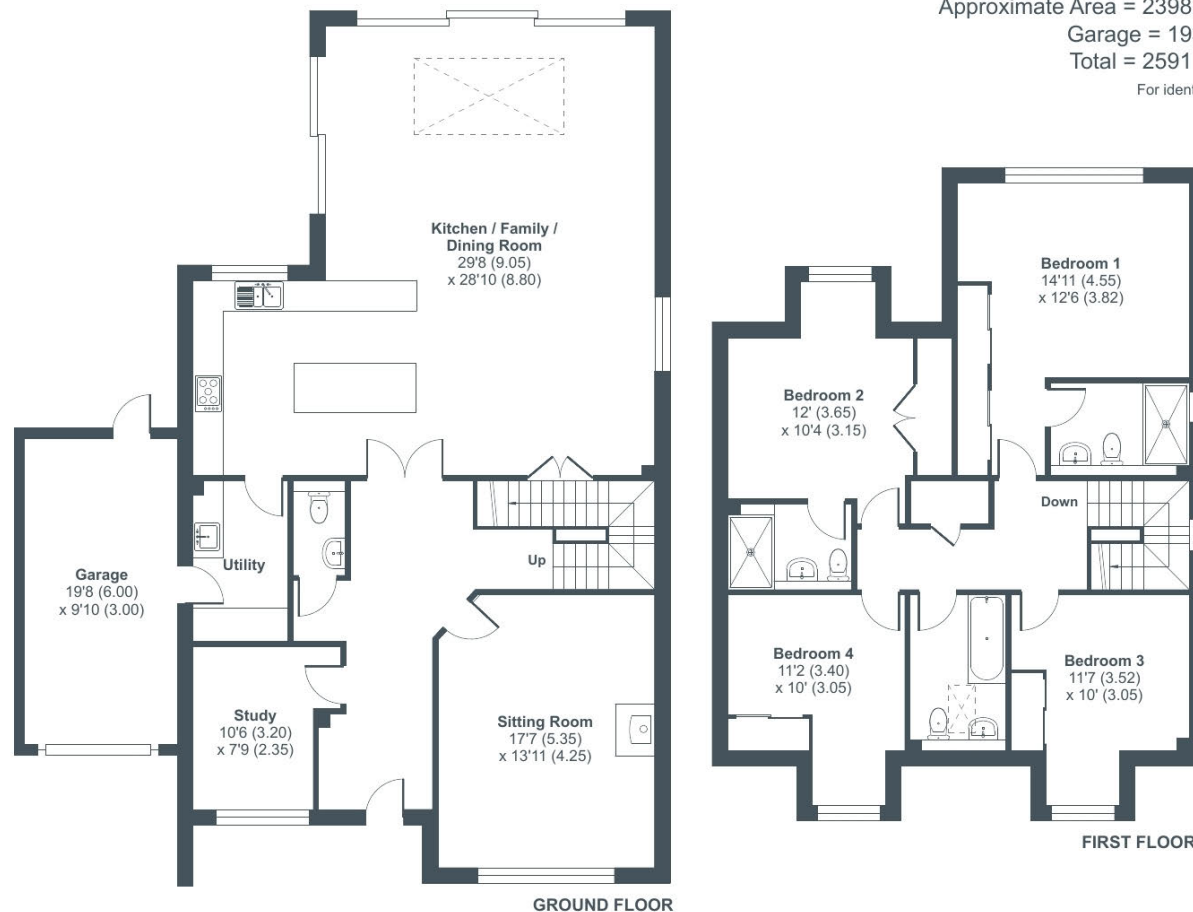 Approximate Area = 2398
Garage = 19
Total = 2591
For ident
Kitchen / Family /
Dining Room
29'8 (9.05)
x 28'10 (8.80)
Bedroom 1
14'11 (4.55)
x 12'6 (3.82)
Bedroom 2
12' (3.65)
x 10'4 (3.15)
Down
Up
Utility
Garage
19'8 (6.00)
x 9'10 (3.00)
Study
10'6 (3.20)
x 7'9 (2.35)
Sitting Room
17'7 (5.35)
x 13'11 (4.25)
Bedroom 4
11'2 (3.40)
x 10' (3.05)
Bedroom 3
11'7 (3.52)
x 10' (3.05)
FIRST FLOOR
GROUND FLOOR